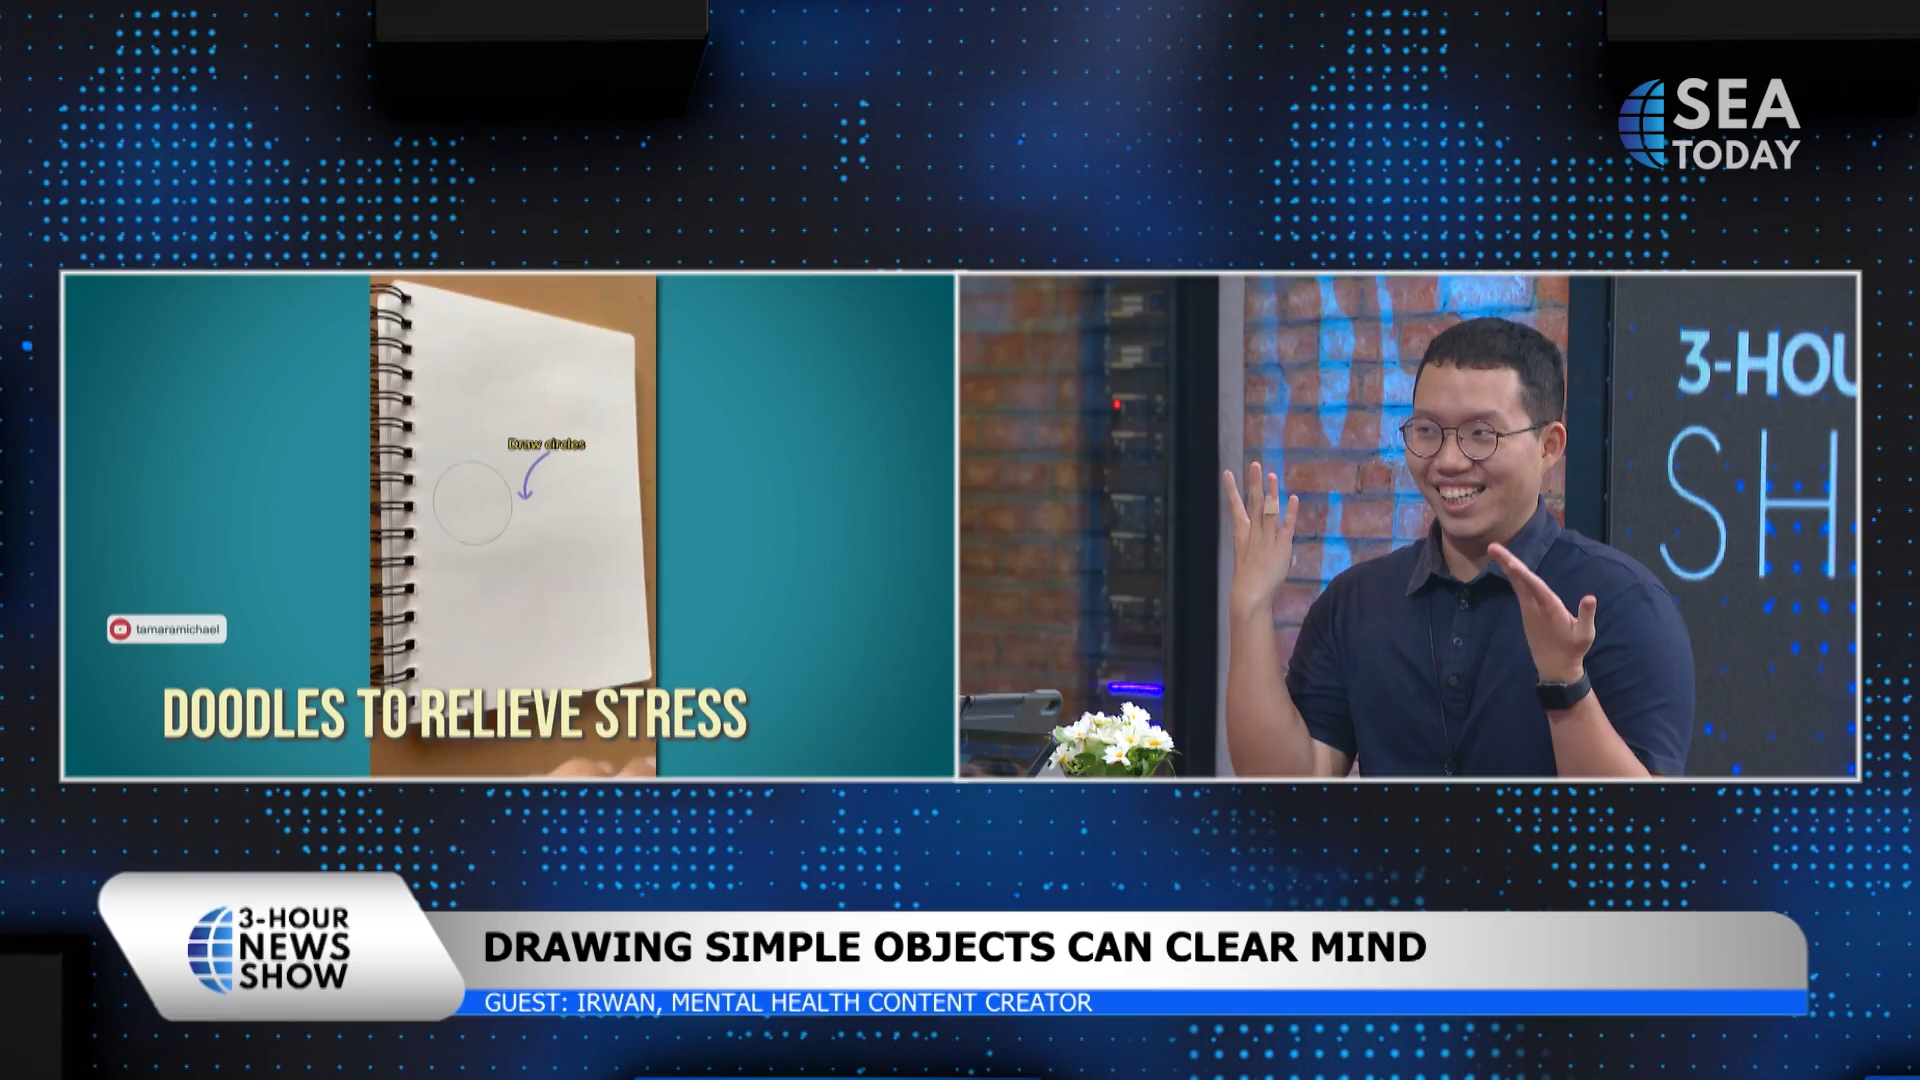 SEA
TODAY
3-HOU
SH
Draw circles
tamaramichael
DOODLES TO RELIEVE STRESS
3-HOUR
NEWS
SHOW
DRAWING SIMPLE OBJECTS CAN CLEAR MIND
GUEST: IRWAN, MENTAL HEALTH CONTENT CREATOR